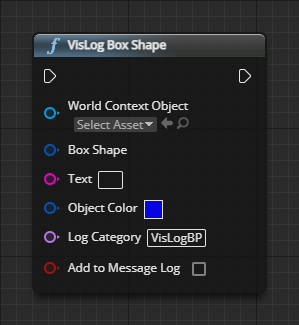 VisLog Box Shape
World Context Object
Select Asset
Box Shape
Text
Object Color
Log Category VisLogBP
Add to Message Log